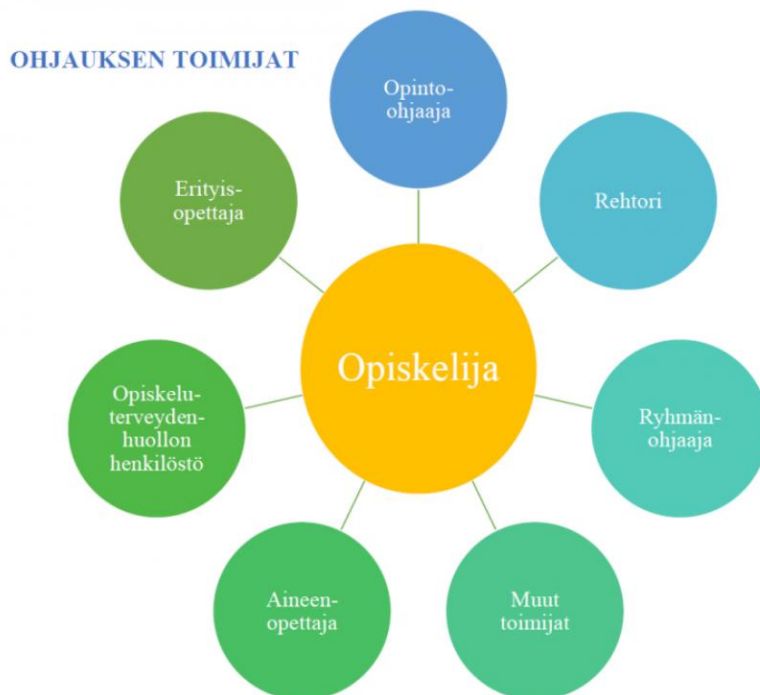 OHJAUKSEN TOIMIJAT
Opinto-
ohjaaja
Rehtori
Ryhmän-
ohjaaja
Muut
toimijat
Aineen-
opettaja
Opiskelu-
terveyden-
huollon
henkilöstö
Erityis-
opettaja
Opiskelija